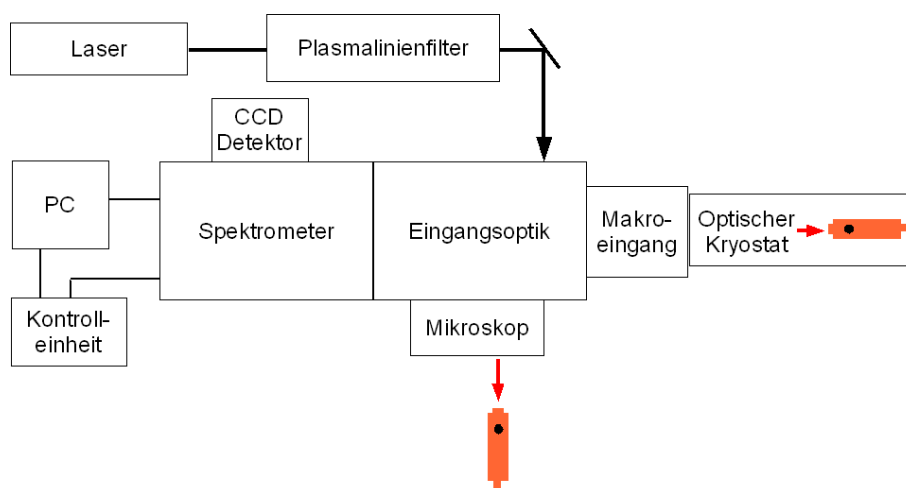 Laser
Plasmalinienfilter
CCD
Detektor
PC
Spektrometer
Eingangsoptik
Makro-
eingang
Optischer
Kryostat
Kontroll-
einheit
Mikroskop